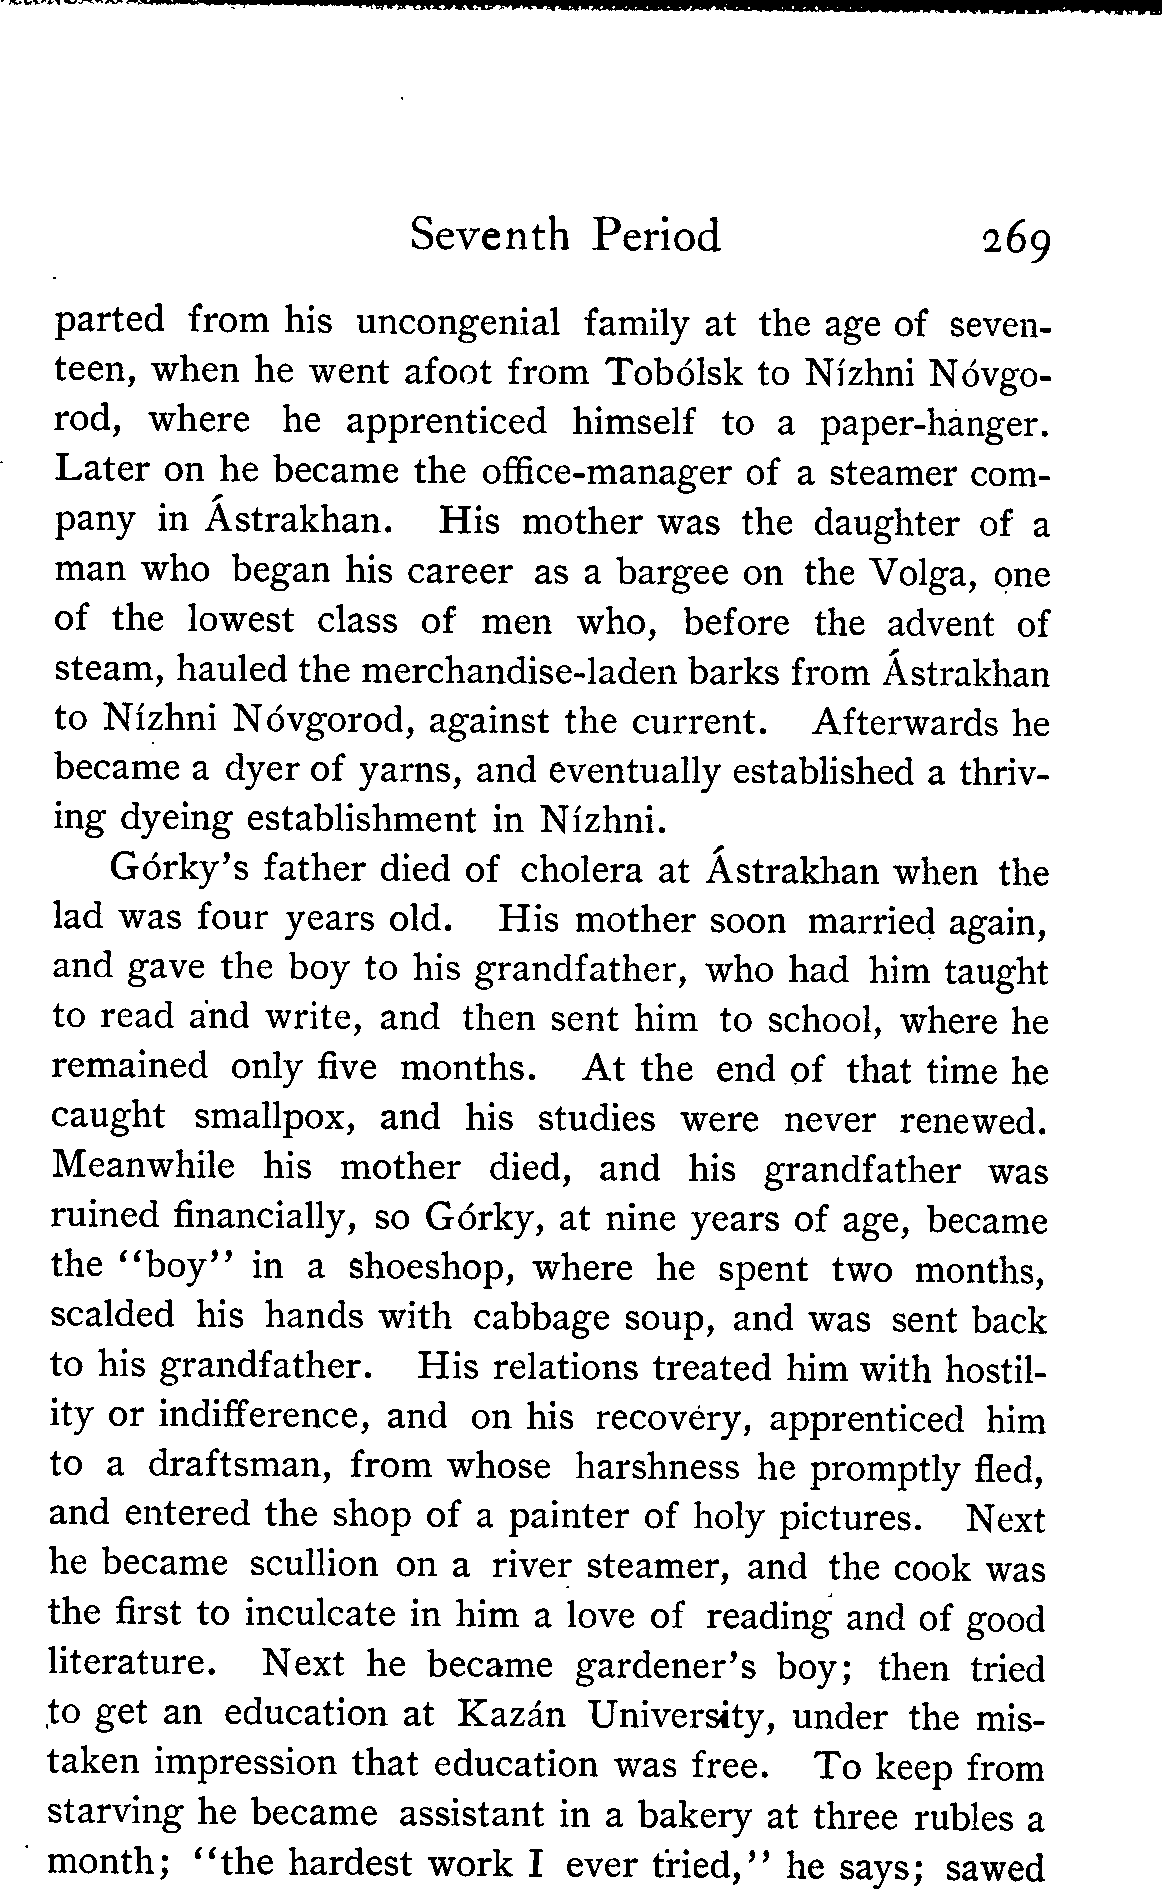 Seventh Period 269
parted from his uncongenial family at the age of seven-
teen, when he went afoot from Tobólsk to Nízhni Nóvgo-
rod, where he apprenticed himself to a paper-hanger.
Later on he became the office-manager of a steamer com-
pany in Ástrakhan. His mother was the daughter of a
man who began his career as a bargee on the Volga, one
of the lowest class of men who, before the advent of
steam, hauled the merchandise-laden barks from Ástrakhan
to Nízhni Nóvgorod, against the current. Afterwards he
became a dyer of yarns, and eventually established a thriv-
ing dyeing establishment in Nízhni.
Górky's father died of cholera at Ástrakhan when the
lad was four years old. His mother soon married again,
and gave the boy to his grandfather, who had him taught
to read and write, and then sent him to school, where he
remained only five months. At the end of that time he
caught smallpox, and his studies were never renewed.
Meanwhile his mother died, and his grandfather was
ruined financially, so Górky, at nine years of age, became
the "boy" in a shoeshop, where he spent two months,
scalded his hands with cabbage soup, and was sent back
to his grandfather. His relations treated him with hostil-
ity or indifference, and on his recovery, apprenticed him
to a draftsman, from whose harshness he promptly fled,
and entered the shop of a painter of holy pictures. Next
he became scullion on a river steamer, and the cook was
the first to inculcate in him a love of reading and of good
literature. Next he became gardener's boy; then tried
to get an education at Kazán University, under the mis-
taken impression that education was free. To keep from
starving he became assistant in a bakery at three rubles a
month; "the hardest work I ever tried," he says; sawed